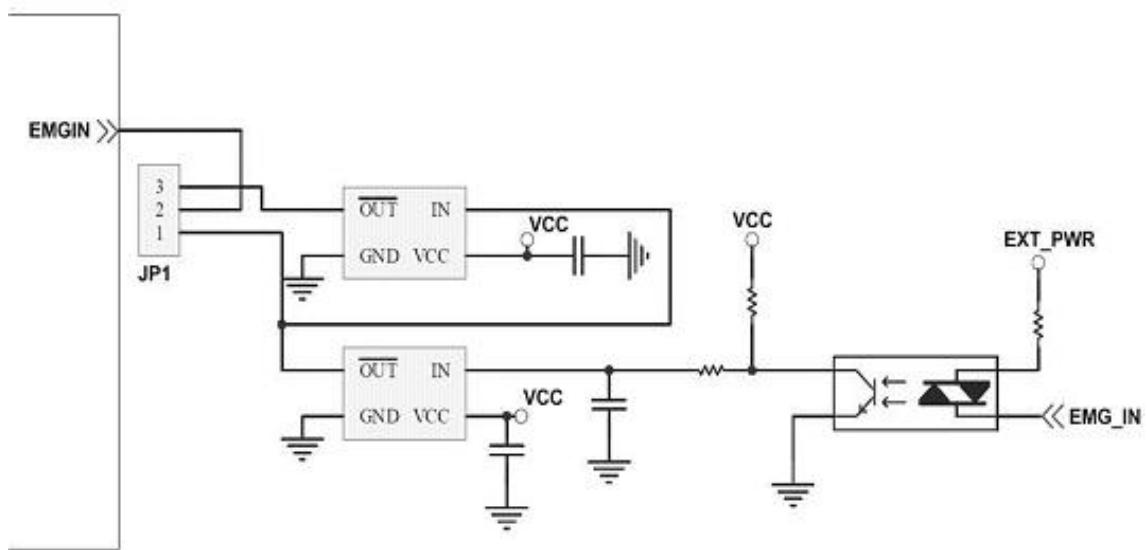 EMGIN
3
2
1
JP1
OUT IN
GND VCC
VCC
VCC
EXT_PWR
OUT IN
GND VCC
VCC
EMG_IN